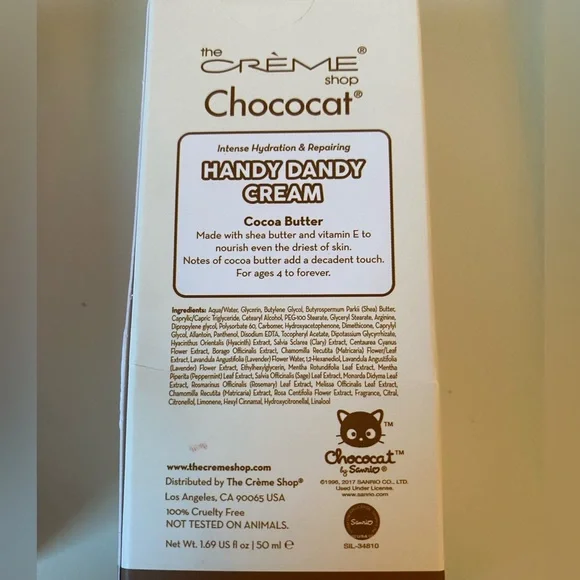 the
CRÈME®
shop
Chococat®
Intense Hydration & Repairing
HANDY DANDY
CREAM
Cocoa Butter
Made with shea butter and vitamin E to
nourish even the driest of skin.
Notes of cocoa butter add a decadent touch.
For ages 4 to forever.
Ingredients: Aqua/Water, Glycerin, Butylene Glycol, Butyrospermum Parkii (Shea) Butter,
Caprylic/Capric Triglyceride, Cetearyl Alcohol, PEG-100 Stearate, Glyceryl Stearate, Arginine,
Dipropylene glycol, Polysorbate 60, Carbomer, Hydroxyacetophenone, Dimethicone, Caprylyl
Glycol, Allantoin, Panthenol, Disodium EDTA, Tocopheryl Acetate, Dipotassium Glycyrrhizate,
Hyacinthus Orientalis (Hyacinth) Extract, Salvia Sclarea (Clary) Extract, Centaurea Cyanus
Flower Extract, Borago Officinalis Extract, Chamomilla Recutita (Matricaria) Flower/Leaf
Extract, Lavandula Angustifolia (Lavender) Flower Water, 1,2-Hexanediol, Lavandula Angustifolia
(Lavender) Flower Extract, Ethylhexylglycerin, Mentha Rotundifolia Leaf Extract, Mentha
Piperita (Peppermint) Leaf Extract, Salvia Officinalis (Sage) Leaf Extract, Monarda Didyma Leaf
Extract, Rosmarinus Officinalis (Rosemary) Leaf Extract, Melissa Officinalis Leaf Extract,
Chamomilla Recutita (Matricaria) Extract, Rosa Centifolia Flower Extract, Fragrance, Citral,
Citronellol, Limonene, Hexyl Cinnamal, Hydroxycitronellal, Linalool
TM
Chococat™
by Sanrio®
www.thecremeshop.com
Distributed by The Crème Shop®
Los Angeles, CA 90065 USA
100% Cruelty Free
NOT TESTED ON ANIMALS.
Net Wt. 1.69 US fl oz | 50 ml ℮
©1996, 2017 SANRIO CO., LTD.
Used Under License.
www.sanrio.com
Sanrio
SIL-34810